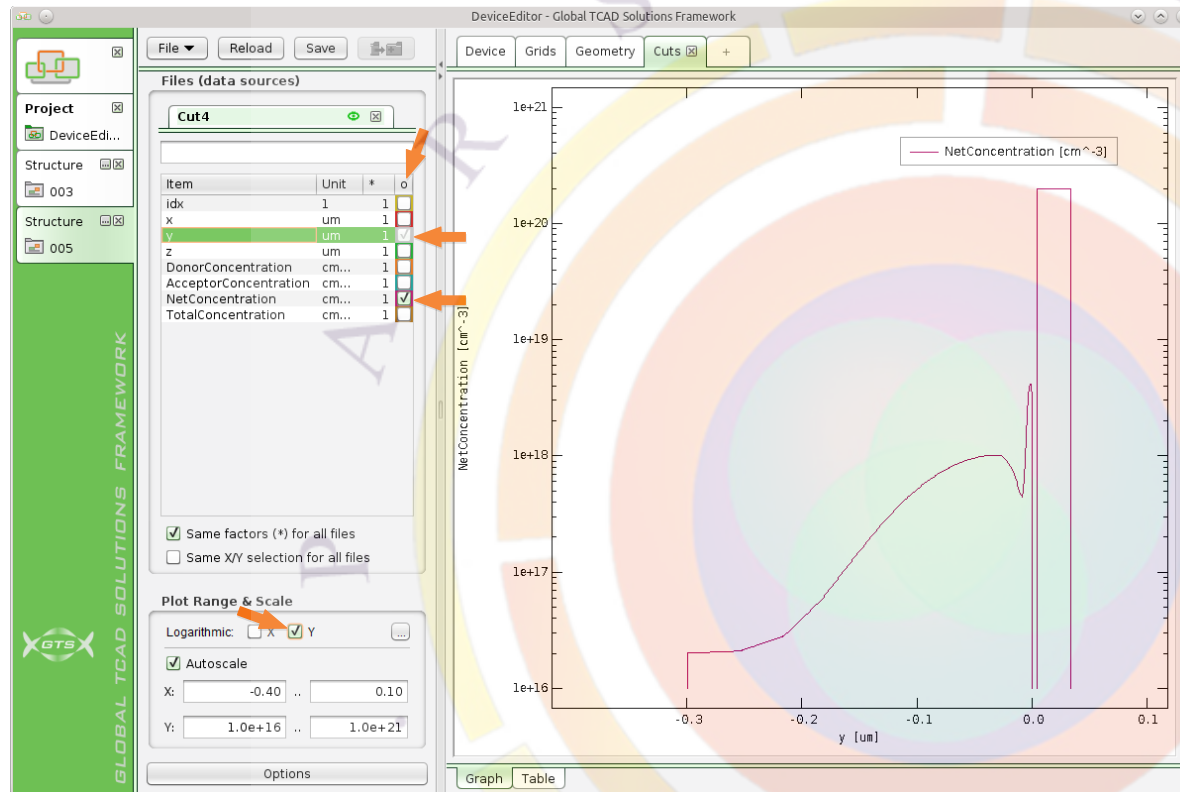 DeviceEditor - Global TCAD Solutions Framework
File Reload Save
Device Grids Geometry Cuts +
Files (data sources)
Project
DeviceEdi...
Structure ...
003
Structure ...
005
GLOBAL TCAD SOLUTIONS FRAMEWORK
GTS
Cut4
Item Unit * o
idx 1 1
x um 1
y um 1
z um 1
DonorConcentration cm... 1
AcceptorConcentration cm... 1
NetConcentration cm... 1
TotalConcentration cm... 1
Same factors (*) for all files
Same X/Y selection for all files
Plot Range & Scale
Logarithmic: X Y ...
Autoscale
X: -0.40 .. 0.10
Y: 1.0e+16 .. 1.0e+21
Options
NetConcentration [cm^-3]
1e+21
1e+20
1e+19
1e+18
1e+17
1e+16
NetConcentration [cm^-3]
-0.3 -0.2 -0.1 0.0 0.1
y [um]
Graph Table